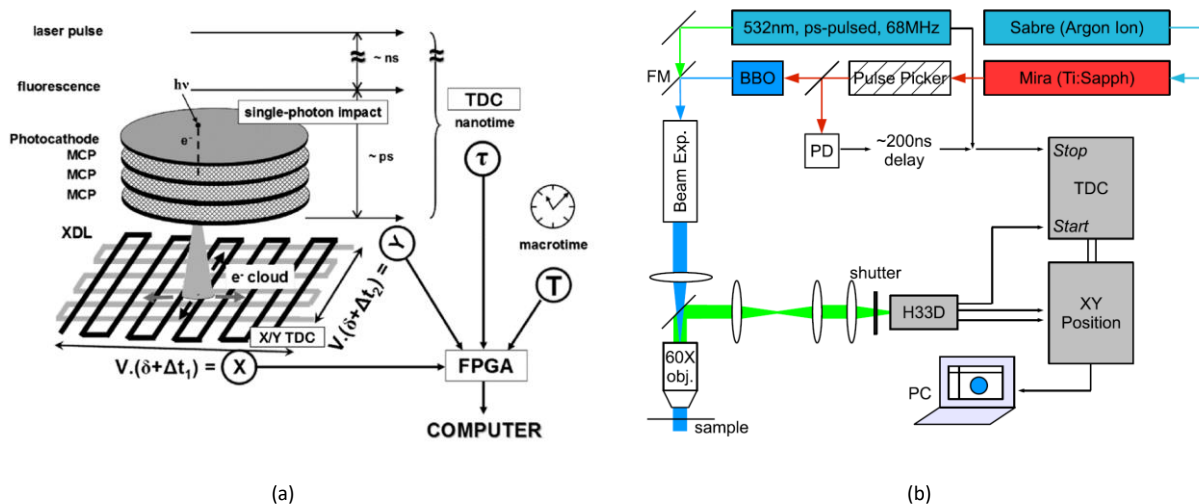 laser pulse
~ ns
fluorescence
hν
single-photon impact
TDC
nanotime
Photocathode
e-
MCP
MCP
MCP
~ ps
τ
macrotime
XDL
Y
T
e- cloud
V.(δ+Δt2) =
X/Y TDC
V.(δ+Δt1) = X
FPGA
COMPUTER
(a)
532nm, ps-pulsed, 68MHz
Sabre (Argon Ion)
FM
BBO
Pulse Picker
Mira (Ti:Sapph)
Beam Exp.
PD
~200ns
delay
Stop
TDC
Start
shutter
H33D
XY
Position
60X
obj.
PC
sample
(b)